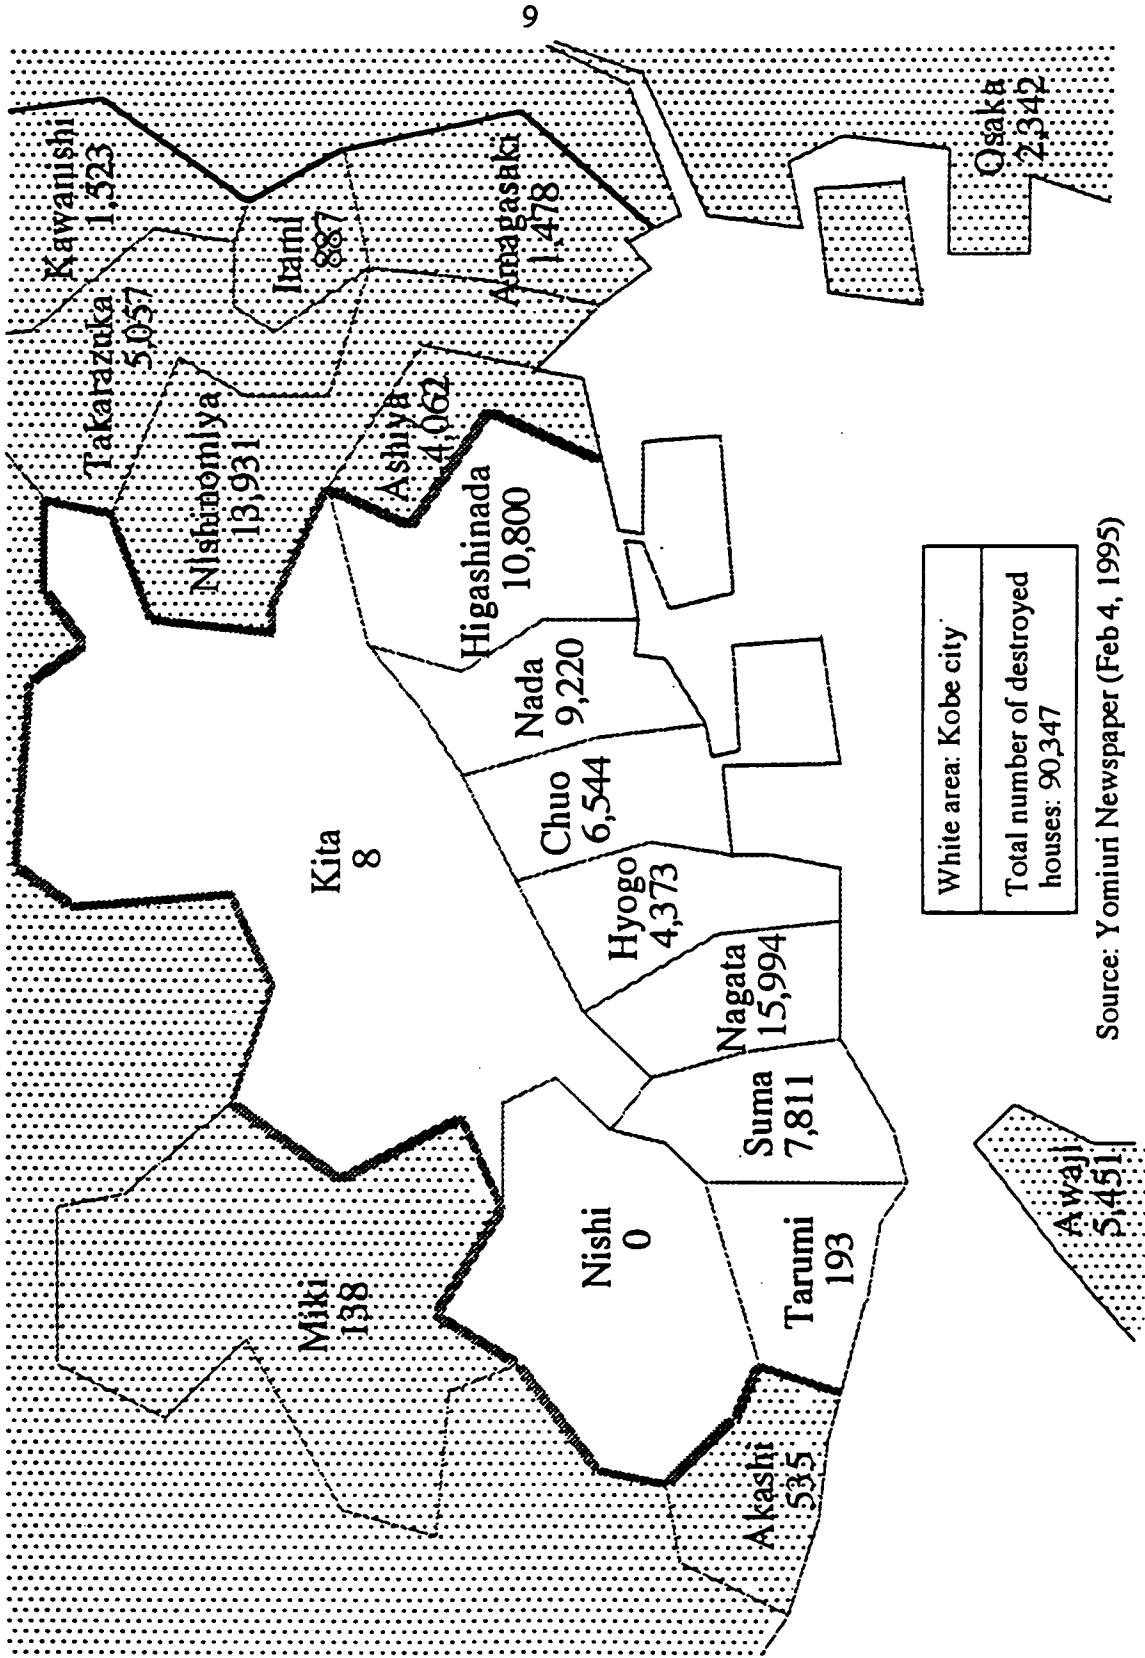 9
Kawanishi
1,523
Takarazuka
5,057
Itami
887
Nishinomiya
13,931
Amagasaki
1,478
Ashiya
4,062
Higashinada
10,800
Osaka
2,342
Nada
9,220
Chuo
6,544
Kita
8
Hyogo
4,373
Nagata
15,994
Suma
7,811
Miki
138
Nishi
0
Tarumi
193
Akashi
535
Awaji
5,451
White area: Kobe city
Total number of destroyed
houses: 90,347
Source: Yomiuri Newspaper (Feb 4, 1995)